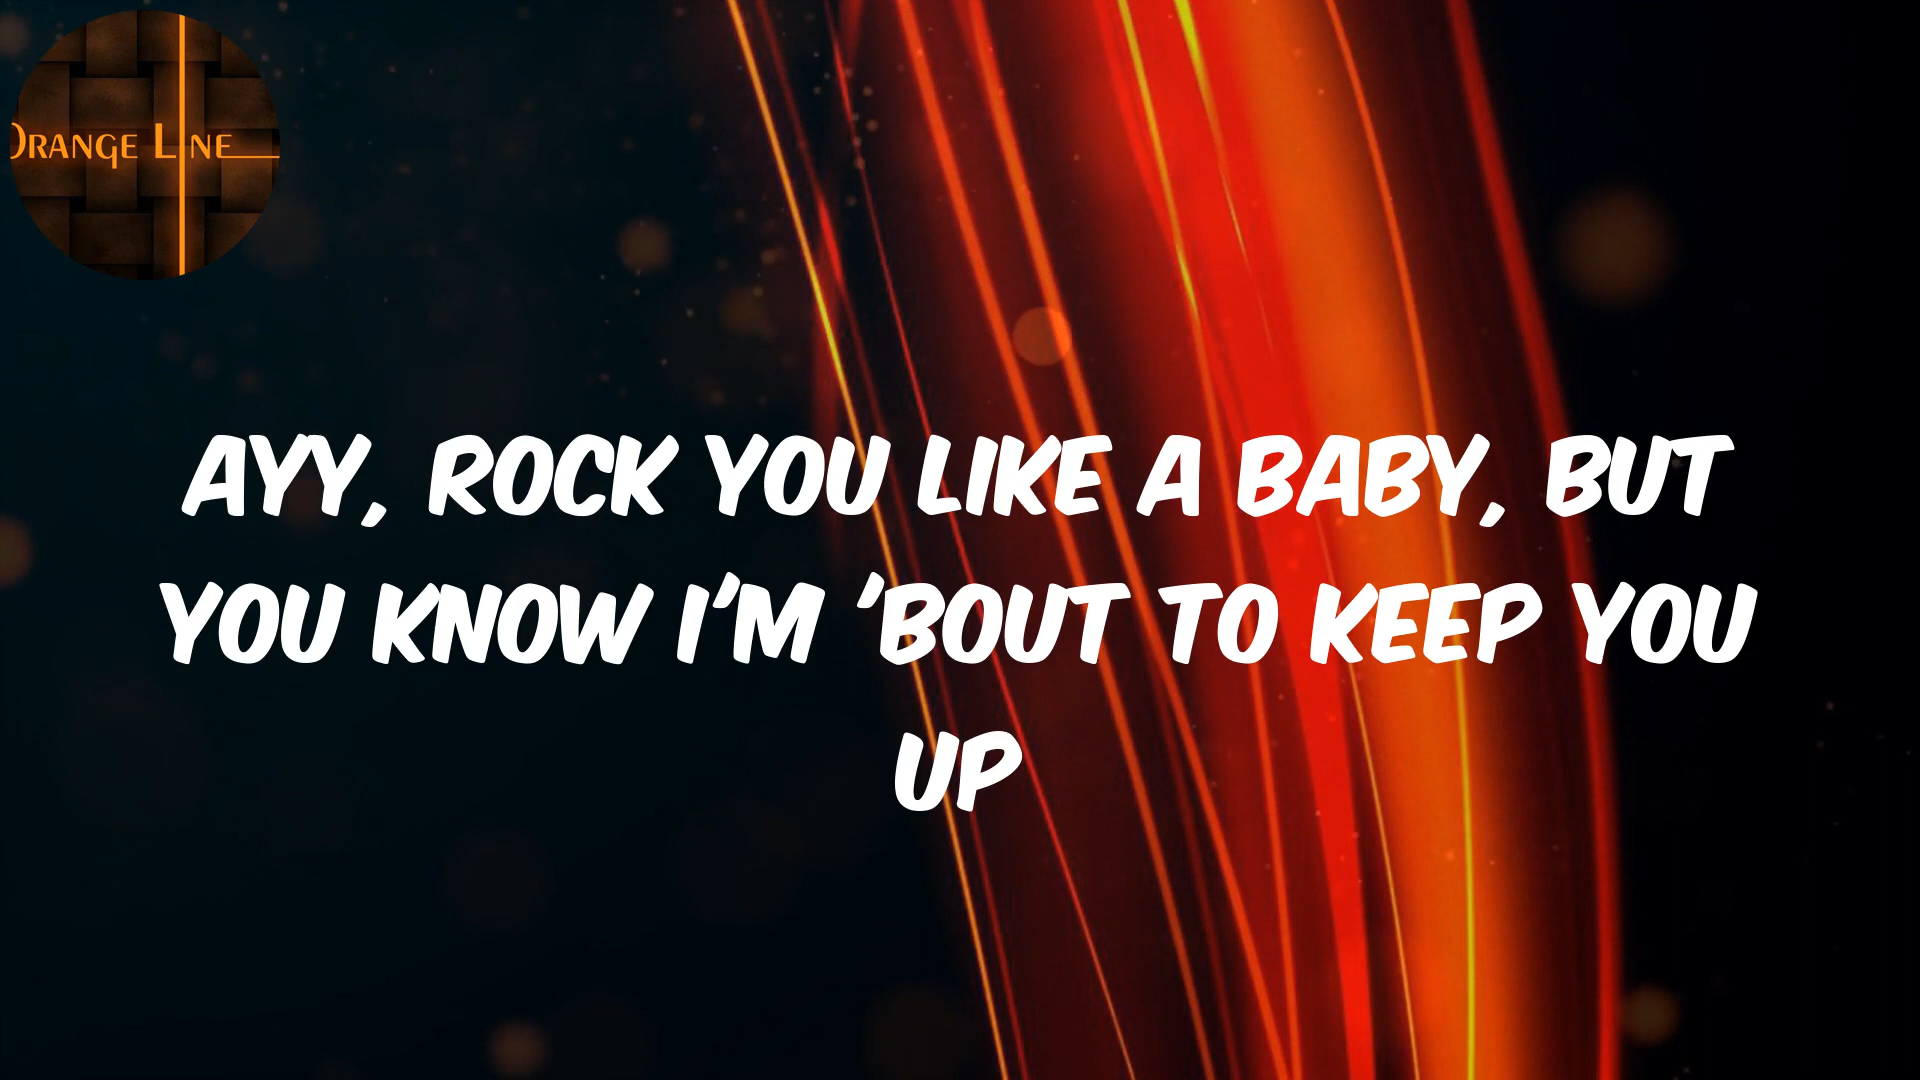 ORANGE LINE
AYY, ROCK YOU LIKE A BABY, BUT
YOU KNOW I'M 'BOUT TO KEEP YOU
UP